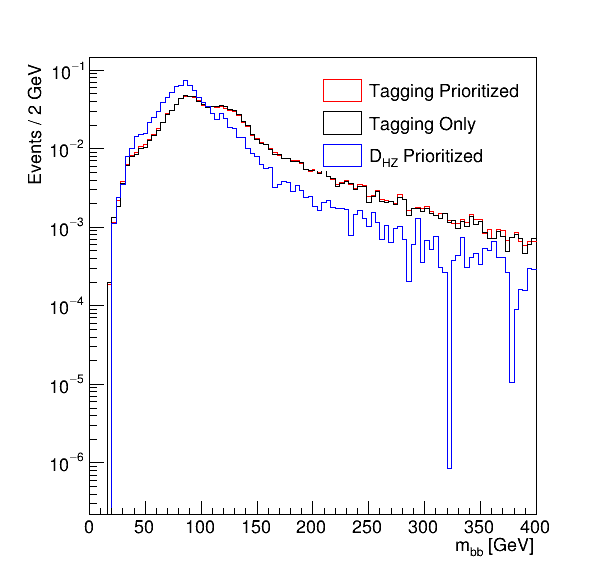 Events / 2 GeV
10⁻¹
10⁻²
10⁻³
10⁻⁴
10⁻⁵
10⁻⁶
Tagging Prioritized
Tagging Only
D_HZ Prioritized
0 50 100 150 200 250 300 350 400
m_bb [GeV]